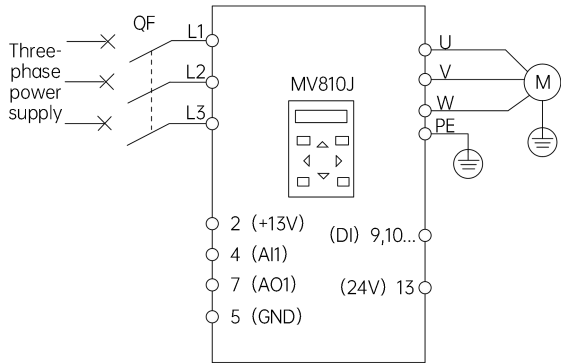 QF
Three-
phase
power
supply
L1
L2
L3
MV810J
U
V
W
PE
M
2 (+13V)
4 (AI1)
7 (AO1)
5 (GND)
(DI) 9,10...
(24V) 13